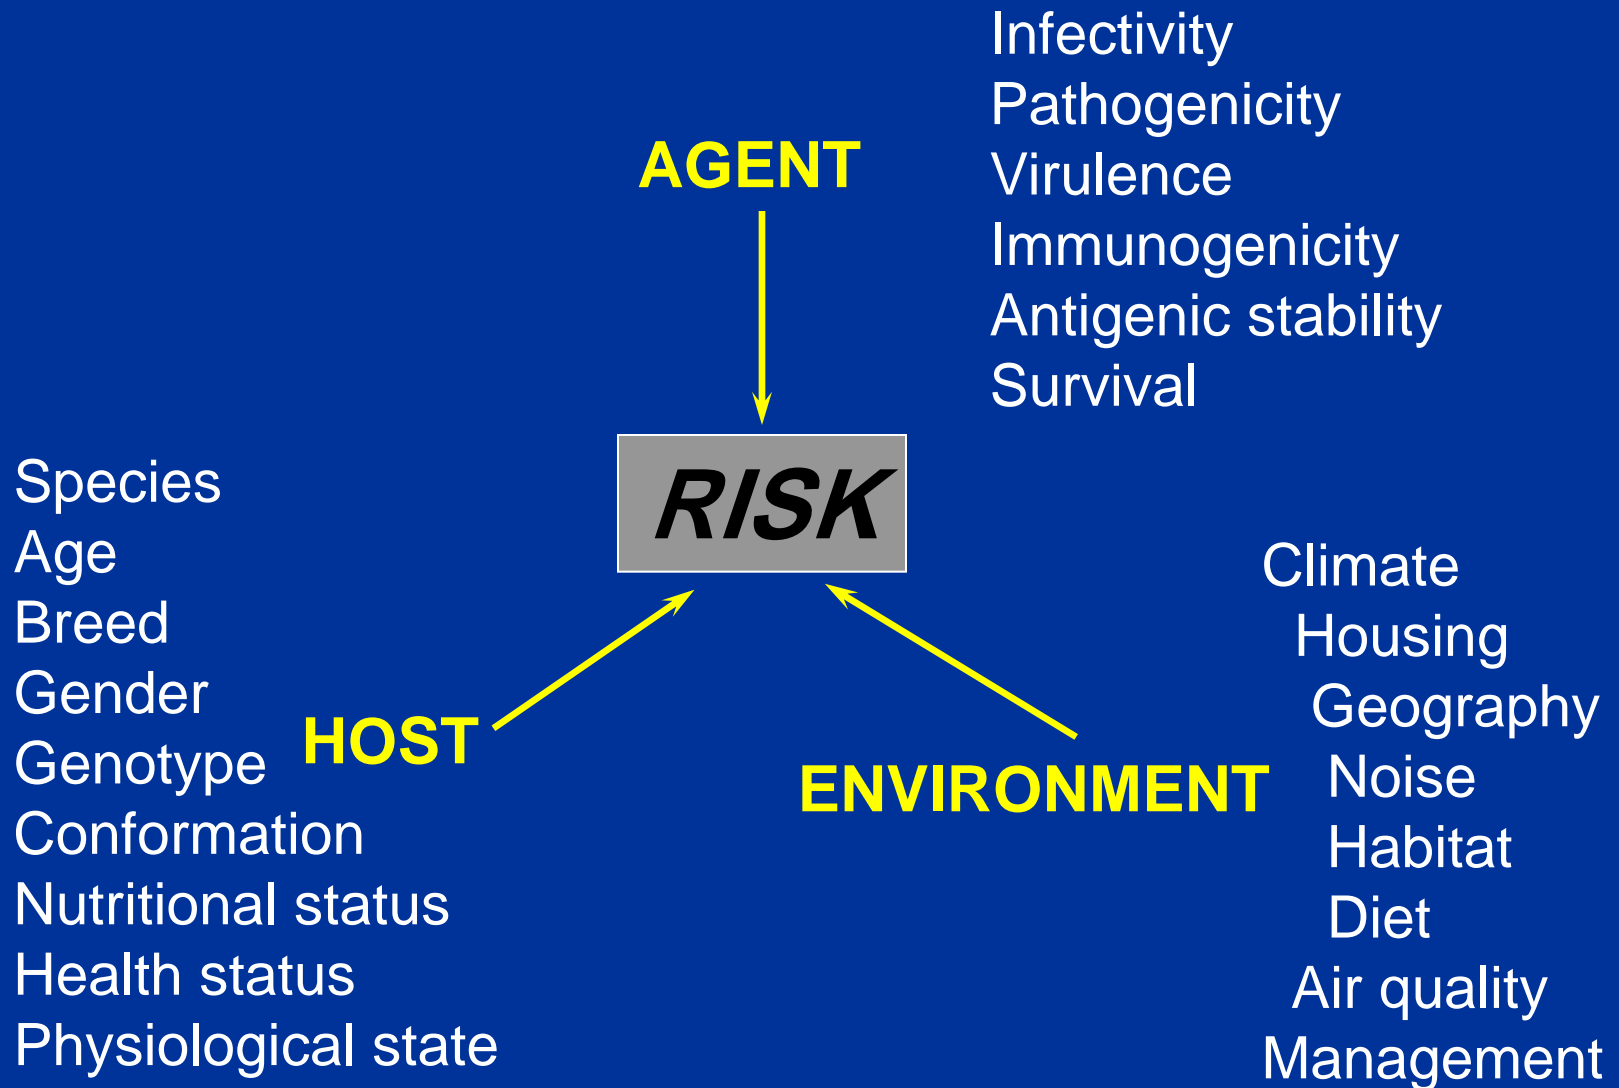 Infectivity
Pathogenicity
AGENT
Virulence
Immunogenicity
Antigenic stability
Survival
RISK
Species
Age
Breed
Gender
HOST
Genotype
Conformation
Nutritional status
Health status
Physiological state
ENVIRONMENT
Climate
Housing
Geography
Noise
Habitat
Diet
Air quality
Management